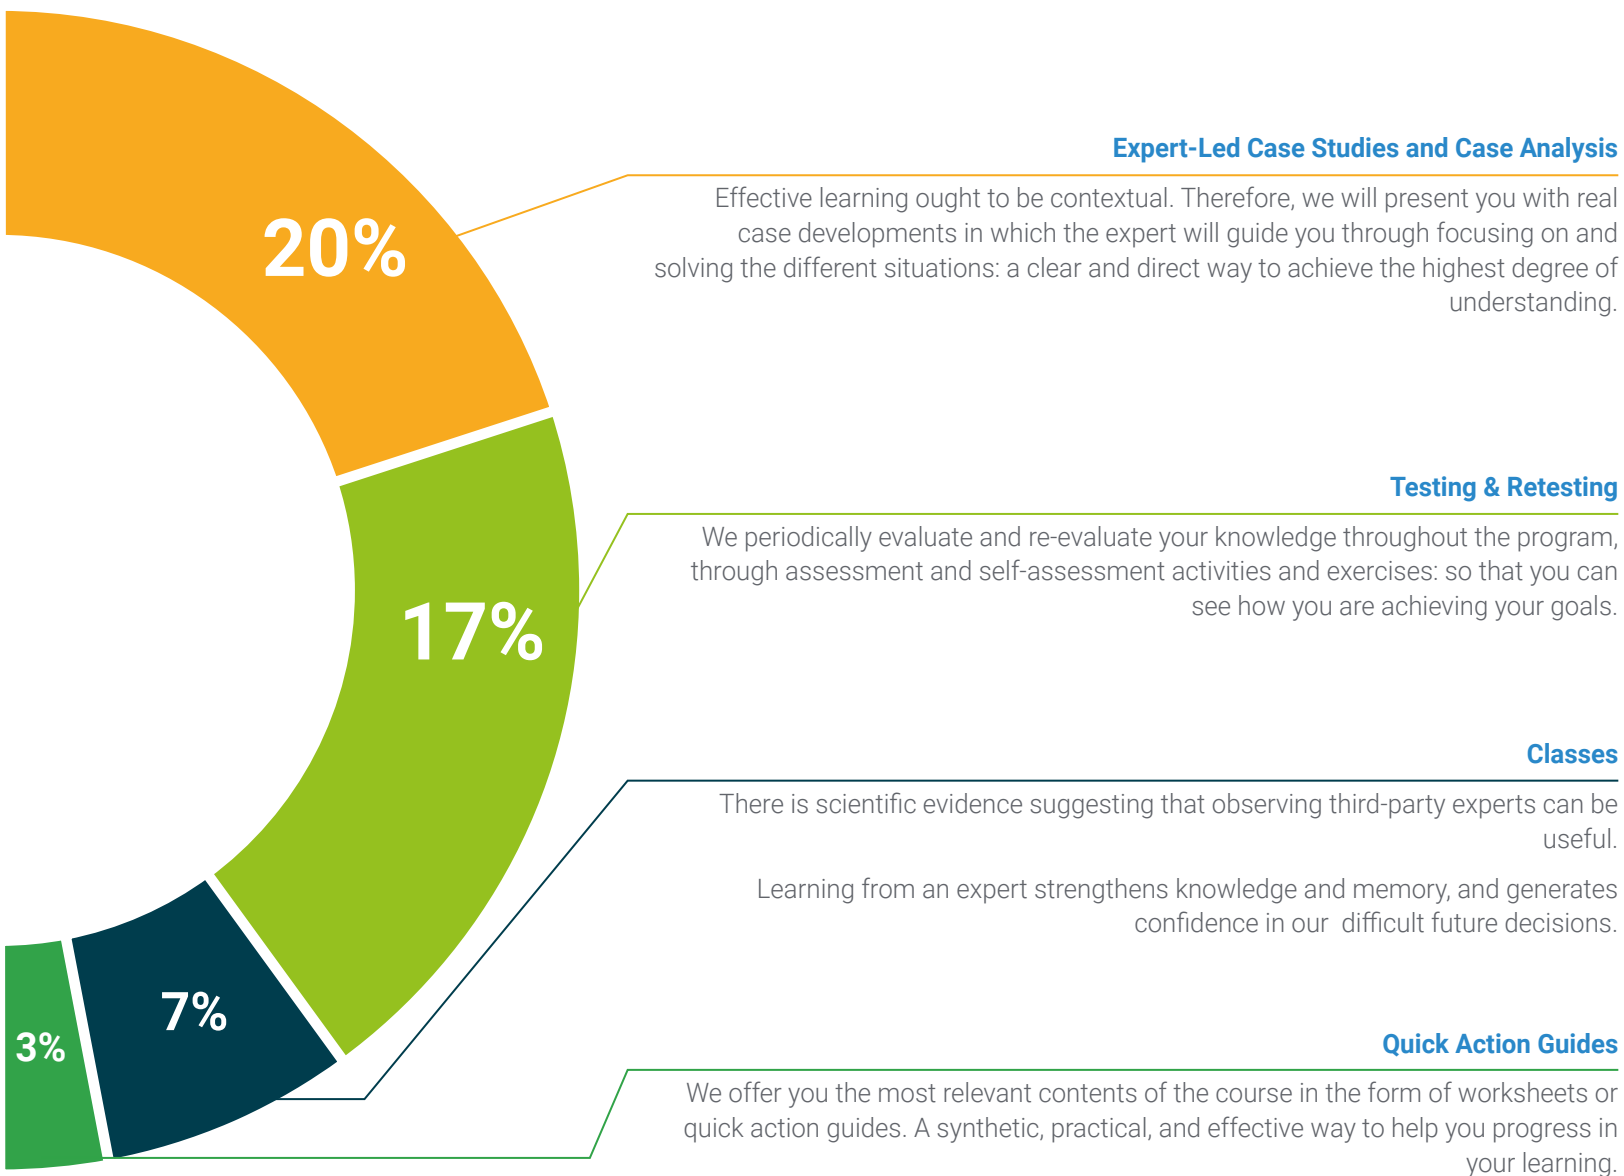 Expert-Led Case Studies and Case Analysis
Effective learning ought to be contextual. Therefore, we will present you with real
case developments in which the expert will guide you through focusing on and
solving the different situations: a clear and direct way to achieve the highest degree of
understanding.
20%
Testing & Retesting
We periodically evaluate and re-evaluate your knowledge throughout the program,
through assessment and self-assessment activities and exercises: so that you can
see how you are achieving your goals.
17%
Classes
There is scientific evidence suggesting that observing third-party experts can be
useful.
Learning from an expert strengthens knowledge and memory, and generates
confidence in our difficult future decisions.
7%
Quick Action Guides
We offer you the most relevant contents of the course in the form of worksheets or
quick action guides. A synthetic, practical, and effective way to help you progress in
your learning.
3%